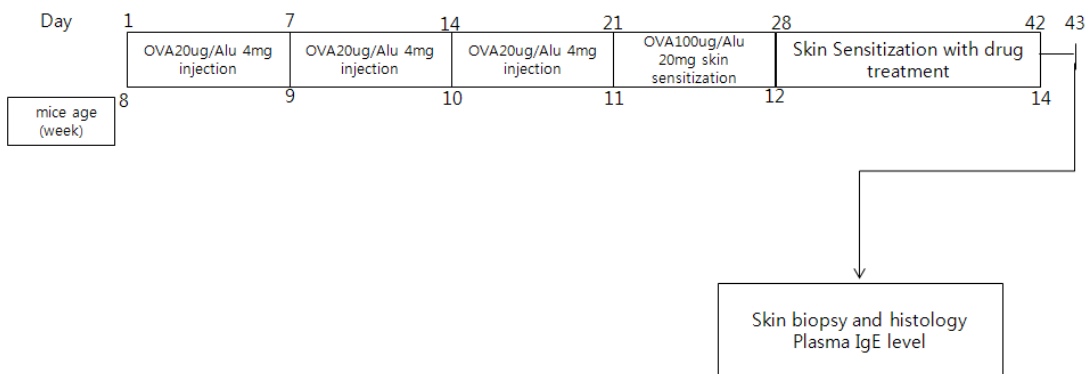 Day 1 7 14 21 28 42 43
OVA20ug/Alu 4mg
injection
OVA20ug/Alu 4mg
injection
OVA20ug/Alu 4mg
injection
OVA100ug/Alu
20mg skin
sensitization
Skin Sensitization with drug
treatment
mice age
(week)
8 9 10 11 12 14
Skin biopsy and histology
Plasma IgE level